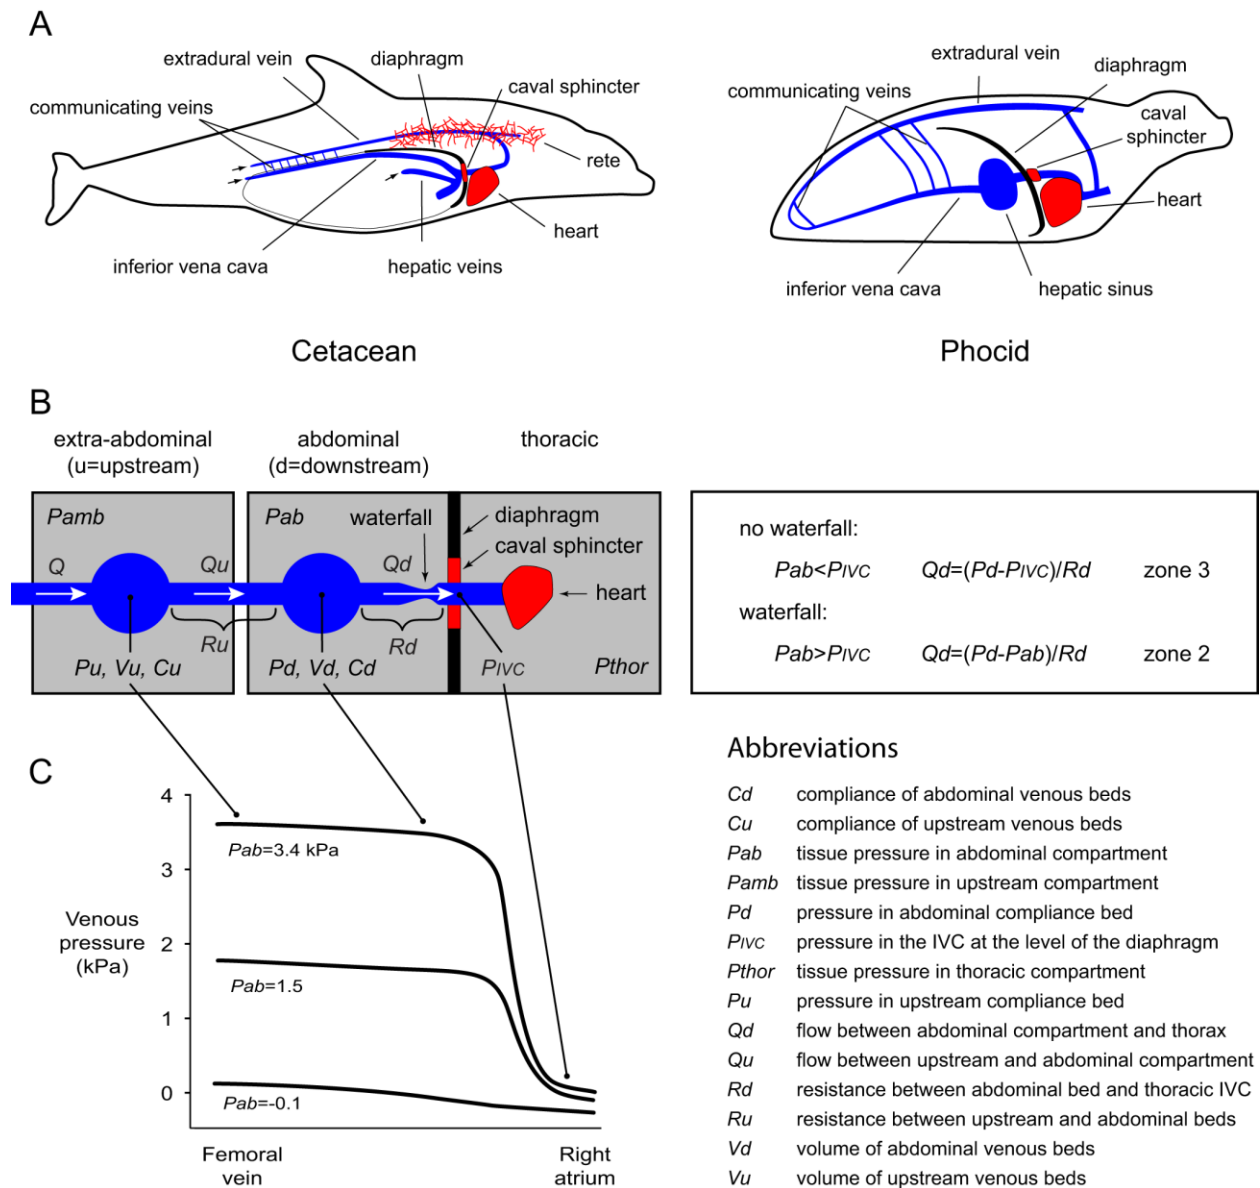 A
extradural vein
diaphragm
caval sphincter
communicating veins
rete
heart
inferior vena cava
hepatic veins
Cetacean
extradural vein
diaphragm
communicating veins
caval
sphincter
heart
inferior vena cava
hepatic sinus
Phocid
B
extra-abdominal
(u=upstream)
abdominal
(d=downstream)
thoracic
Pamb
Pab
waterfall
diaphragm
caval sphincter
Q
Qu
Qd
heart
Ru
Rd
Pu, Vu, Cu
Pd, Vd, Cd
PIVC
Pthor
no waterfall:
Pab<PIVC Qd=(Pd-PIVC)/Rd zone 3
waterfall:
Pab>PIVC Qd=(Pd-Pab)/Rd zone 2
C
Venous
pressure
(kPa)
4
3
2
1
0
Pab=3.4 kPa
Pab=1.5
Pab=-0.1
Femoral
vein
Right
atrium
Abbreviations
Cd compliance of abdominal venous beds
Cu compliance of upstream venous beds
Pab tissue pressure in abdominal compartment
Pamb tissue pressure in upstream compartment
Pd pressure in abdominal compliance bed
PIVC pressure in the IVC at the level of the diaphragm
Pthor tissue pressure in thoracic compartment
Pu pressure in upstream compliance bed
Qd flow between abdominal compartment and thorax
Qu flow between upstream and abdominal compartment
Rd resistance between abdominal bed and thoracic IVC
Ru resistance between upstream and abdominal beds
Vd volume of abdominal venous beds
Vu volume of upstream venous beds